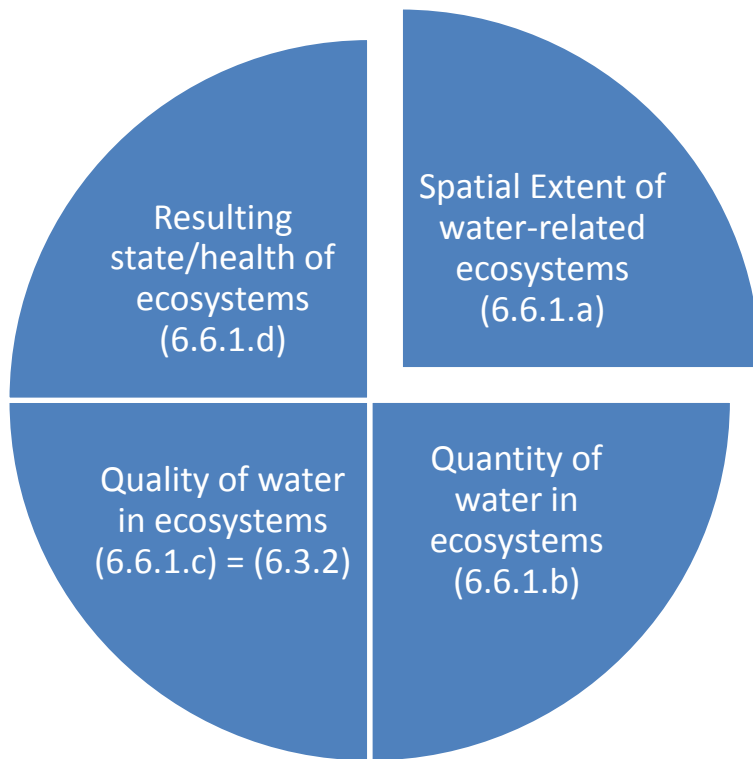 Resulting
state/health of
ecosystems
(6.6.1.d)
Spatial Extent of
water-related
ecosystems
(6.6.1.a)
Quality of water
in ecosystems
(6.6.1.c) = (6.3.2)
Quantity of
water in
ecosystems
(6.6.1.b)